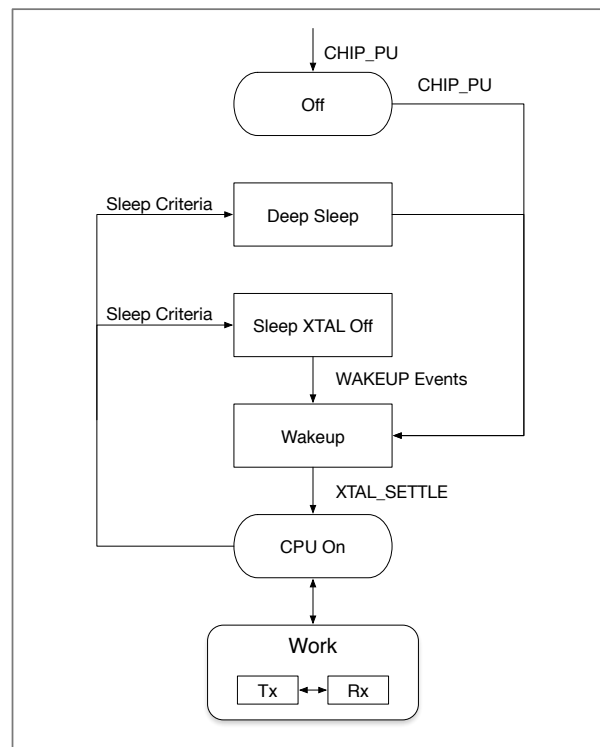 CHIP_PU
CHIP_PU
Off
Sleep Criteria
Deep Sleep
Sleep Criteria
Sleep XTAL Off
WAKEUP Events
Wakeup
XTAL_SETTLE
CPU On
Work
Tx
Rx